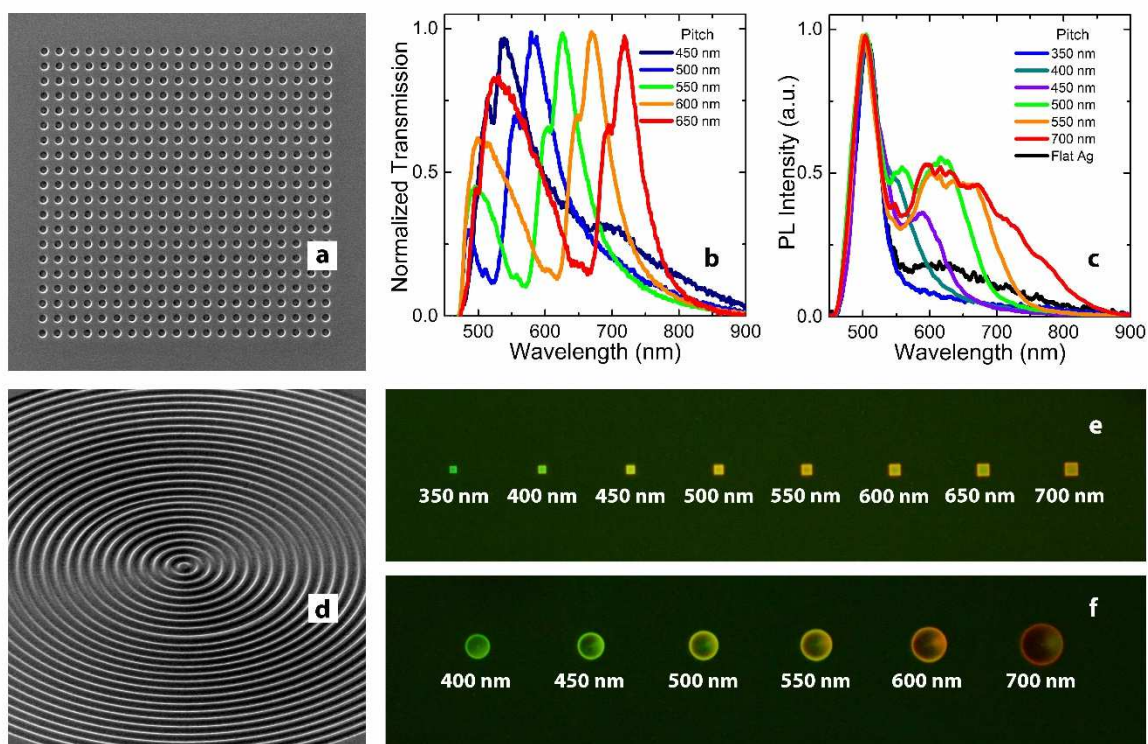 a
Normalized Transmission
1.0
0.5
0.0
Pitch
450 nm
500 nm
550 nm
600 nm
650 nm
b
500 600 700 800 900
Wavelength (nm)
PL Intensity (a.u.)
1.0
0.5
0.0
Pitch
350 nm
400 nm
450 nm
500 nm
550 nm
700 nm
Flat Ag
c
500 600 700 800 900
Wavelength (nm)
d
e
350 nm 400 nm 450 nm 500 nm 550 nm 600 nm 650 nm 700 nm
f
400 nm 450 nm 500 nm 550 nm 600 nm 700 nm